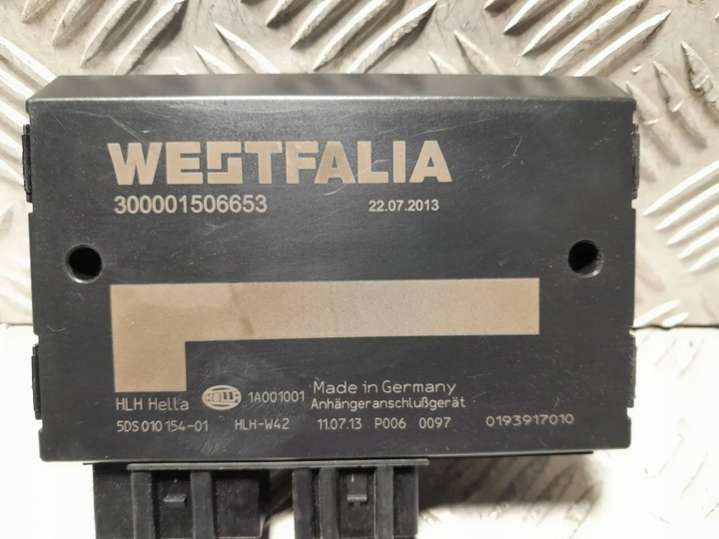 WESTFALIA
300001506653 22.07.2013
HLH Hella HELLA 1A001001 Made in Germany
Anhängeranschlußgerät
5DS 010 154-01 HLH-W42 11.07.13 P006 0097 0193917010